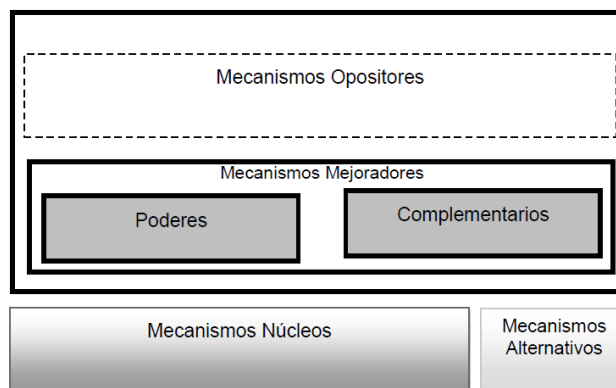 Mecanismos Opositores
Mecanismos Mejoradores
Poderes
Complementarios
Mecanismos Núcleos
Mecanismos
Alternativos